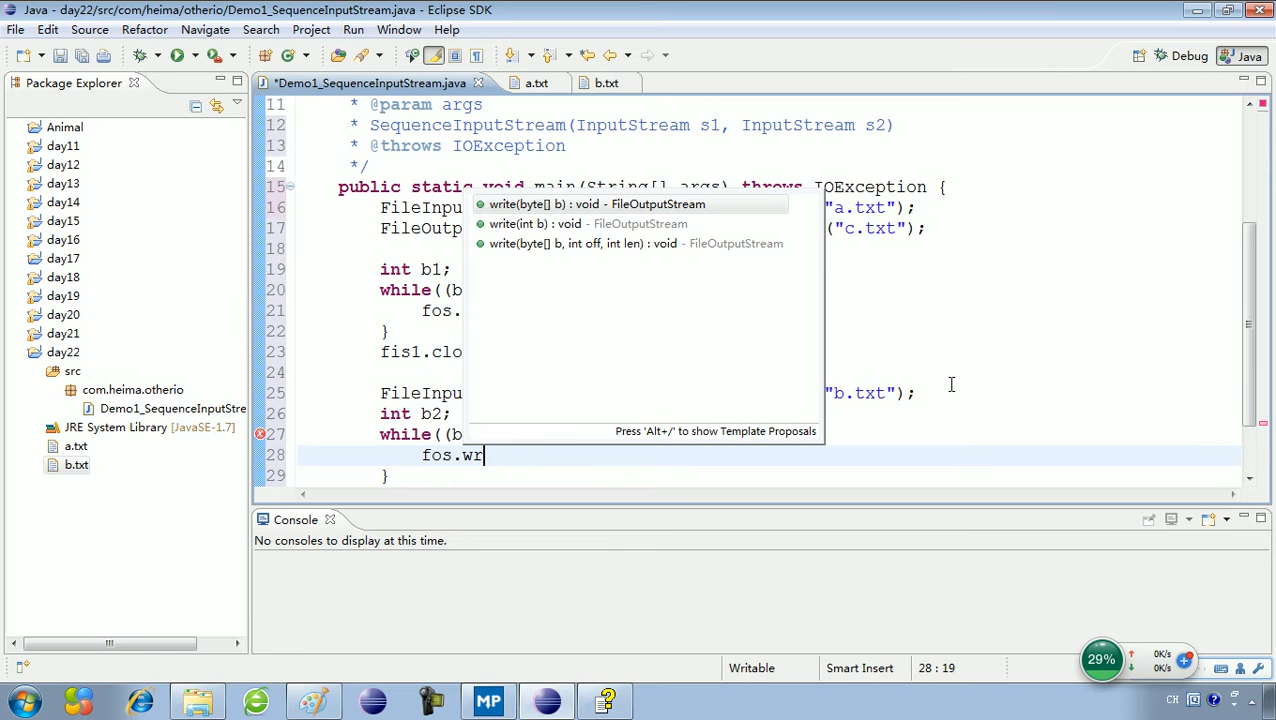 Java - day22/src/com/heima/otherio/Demo1_SequenceInputStream.java - Eclipse SDK
File Edit Source Refactor Navigate Search Project Run Window Help
Debug Java
Package Explorer
*Demo1_SequenceInputStream.java a.txt b.txt
Animal
day11
day12
day13
day14
day15
day16
day17
day18
day19
day20
day21
day22
src
com.heima.otherio
Demo1_SequenceInputStre
JRE System Library [JavaSE-1.7]
a.txt
b.txt
11 * @param args
12 * SequenceInputStream(InputStream s1, InputStream s2)
13 * @throws IOException
14 */
15 public static void main(String[] args) throws IOException {
16 FileInpu "a.txt");
17 FileOutp ("c.txt");
18
19 int b1;
20 while((b
21 fos.
22 }
23 fis1.clo
24
25 FileInpu "b.txt");
26 int b2;
27 while((b
28 fos.wr
29 }
write(byte[] b) : void - FileOutputStream
write(int b) : void - FileOutputStream
write(byte[] b, int off, int len) : void - FileOutputStream
Press 'Alt+/' to show Template Proposals
Console
No consoles to display at this time.
Writable Smart Insert 28 : 19
29% 0K/s
0K/s
MP
CH